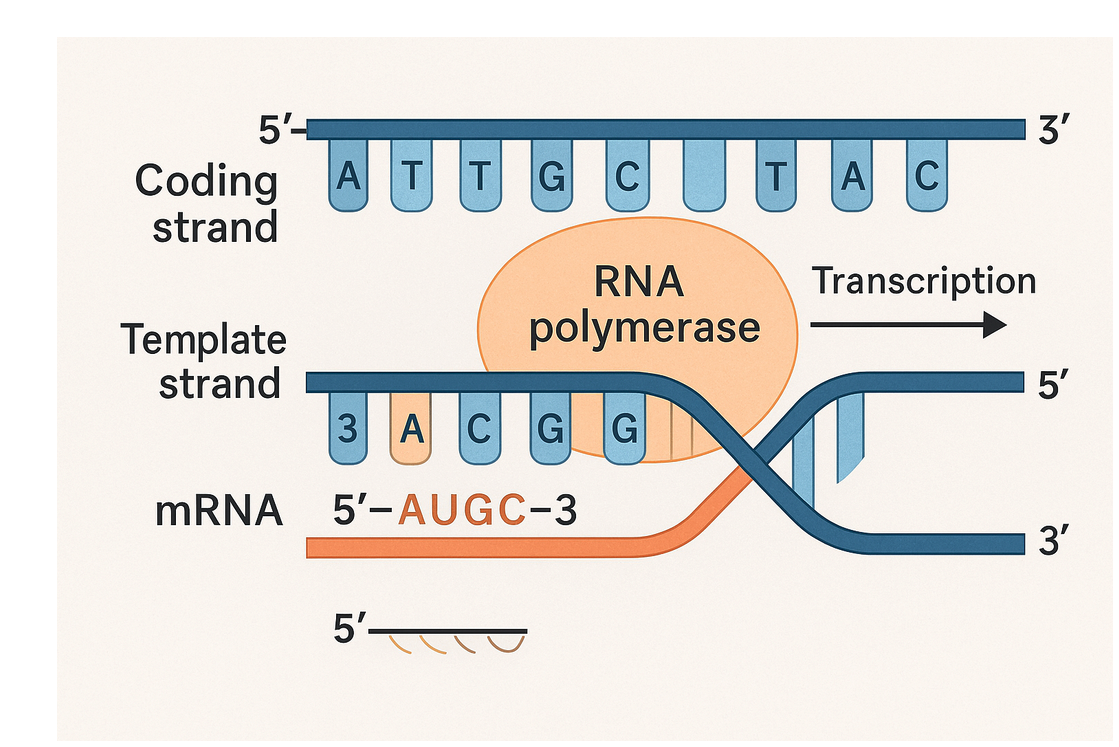 5′ 3′
A T T G C T A C
Coding
strand
RNA
polymerase
Transcription
Template
strand
5′
3 A C G G
mRNA 5′–AUGC–3
3′
5′